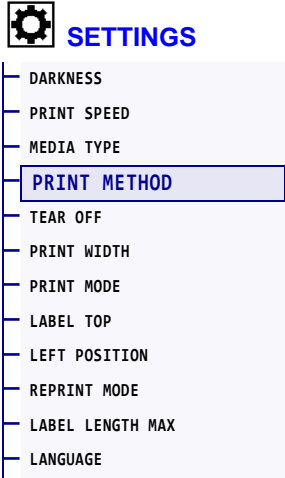 SETTINGS
DARKNESS
PRINT SPEED
MEDIA TYPE
PRINT METHOD
TEAR OFF
PRINT WIDTH
PRINT MODE
LABEL TOP
LEFT POSITION
REPRINT MODE
LABEL LENGTH MAX
LANGUAGE